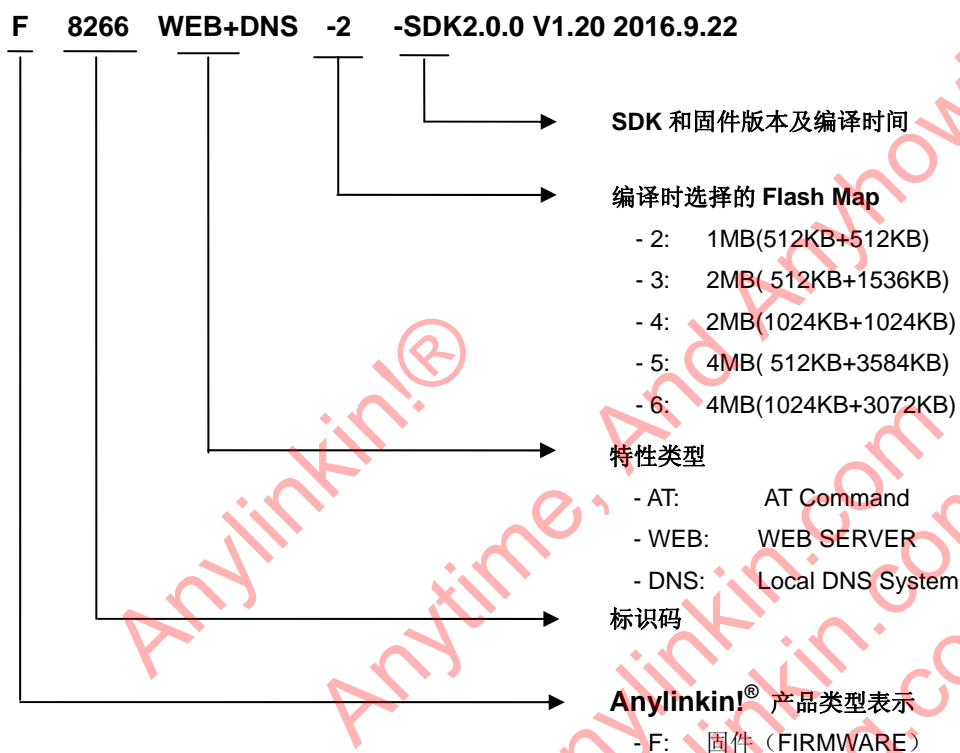 F 8266 WEB+DNS -2 -SDK2.0.0 V1.20 2016.9.22
SDK 和固件版本及编译时间
编译时选择的 Flash Map
- 2: 1MB(512KB+512KB)
- 3: 2MB( 512KB+1536KB)
- 4: 2MB(1024KB+1024KB)
- 5: 4MB( 512KB+3584KB)
- 6: 4MB(1024KB+3072KB)
特性类型
- AT: AT Command
- WEB: WEB SERVER
- DNS: Local DNS System
标识码
Anylinkin!® 产品类型表示
- F: 固件（FIRMWARE）
Anylinkin!®
Anytime, And Anyhow